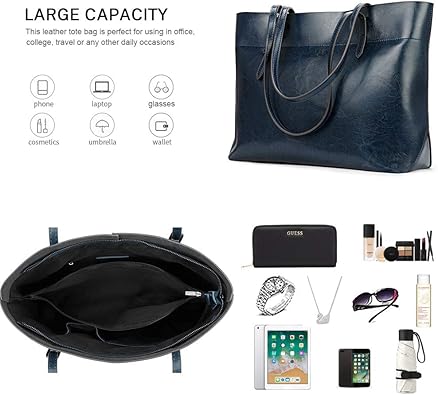 LARGE CAPACITY
This leather tote bag is perfect for using in office,
college, travel or any other daily occasions
phone
laptop
glasses
cosmetics
umbrella
wallet
GUESS